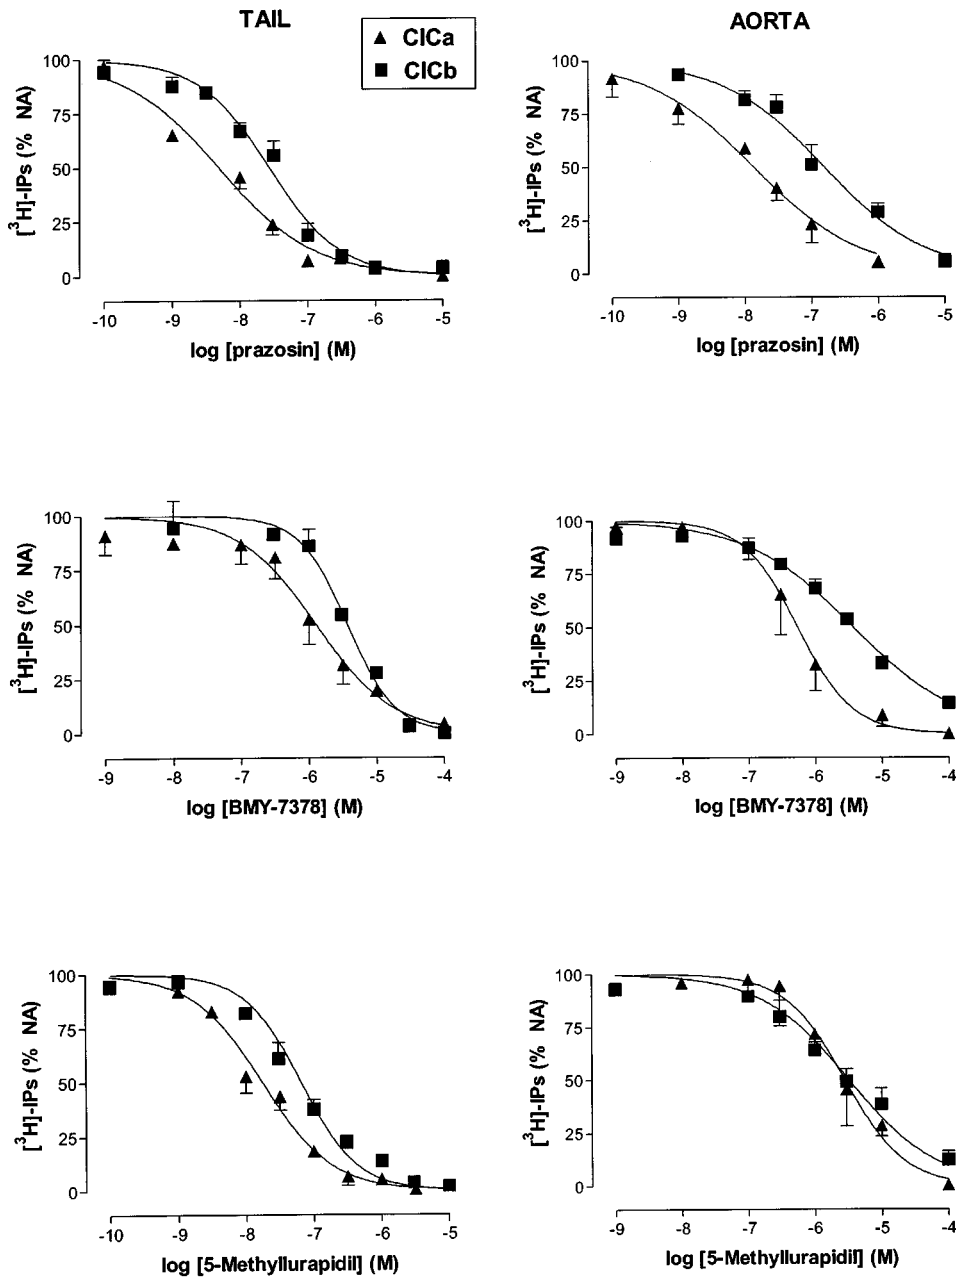 TAIL
AORTA
ClCa
ClCb
100
75
50
25
0
[³H]-IPs (% NA)
-10 -9 -8 -7 -6 -5
log [prazosin] (M)
100
75
50
25
0
[³H]-IPs (% NA)
-10 -9 -8 -7 -6 -5
log [prazosin] (M)
100
75
50
25
0
[³H]-IPs (% NA)
-9 -8 -7 -6 -5 -4
log [BMY-7378] (M)
100
75
50
25
0
[³H]-IPs (% NA)
-9 -8 -7 -6 -5 -4
log [BMY-7378] (M)
100
75
50
25
0
[³H]-IPs (% NA)
-10 -9 -8 -7 -6 -5
log [5-Methyllurapidil] (M)
100
75
50
25
0
[³H]-IPs (% NA)
-9 -8 -7 -6 -5 -4
log [5-Methyllurapidil] (M)